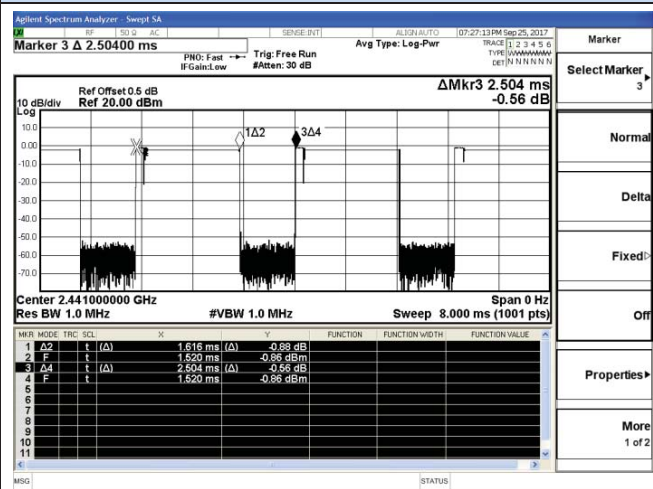 Agilent Spectrum Analyzer - Swept SA
RF 50 Ω AC SENSE:INT ALIGN AUTO 07:27:13 PM Sep 25, 2017
Marker 3 Δ 2.50400 ms
PNO: Fast
IFGain:Low
Trig: Free Run
#Atten: 30 dB
Avg Type: Log-Pwr
TRACE 1 2 3 4 5 6
TYPE
DET N N N N N N
Marker
Select Marker
3
Normal
Delta
Fixed
Off
Properties
More
1 of 2
ΔMkr3 2.504 ms
-0.56 dB
Ref Offset 0.5 dB
10 dB/div Ref 20.00 dBm
Log
10.0
0.00
-10.0
-20.0
-30.0
-40.0
-50.0
-60.0
-70.0
1Δ2
3Δ4
Center 2.441000000 GHz Span 0 Hz
Res BW 1.0 MHz #VBW 1.0 MHz Sweep 8.000 ms (1001 pts)
MKR MODE TRC SCL X Y FUNCTION FUNCTION WIDTH FUNCTION VALUE
1 Δ2 t (Δ) 1.616 ms (Δ) -0.88 dB
2 F t 1.520 ms -0.86 dBm
3 Δ4 t (Δ) 2.504 ms (Δ) -0.56 dB
4 F t 1.520 ms -0.86 dBm
5
6
7
8
9
10
11
MSG STATUS